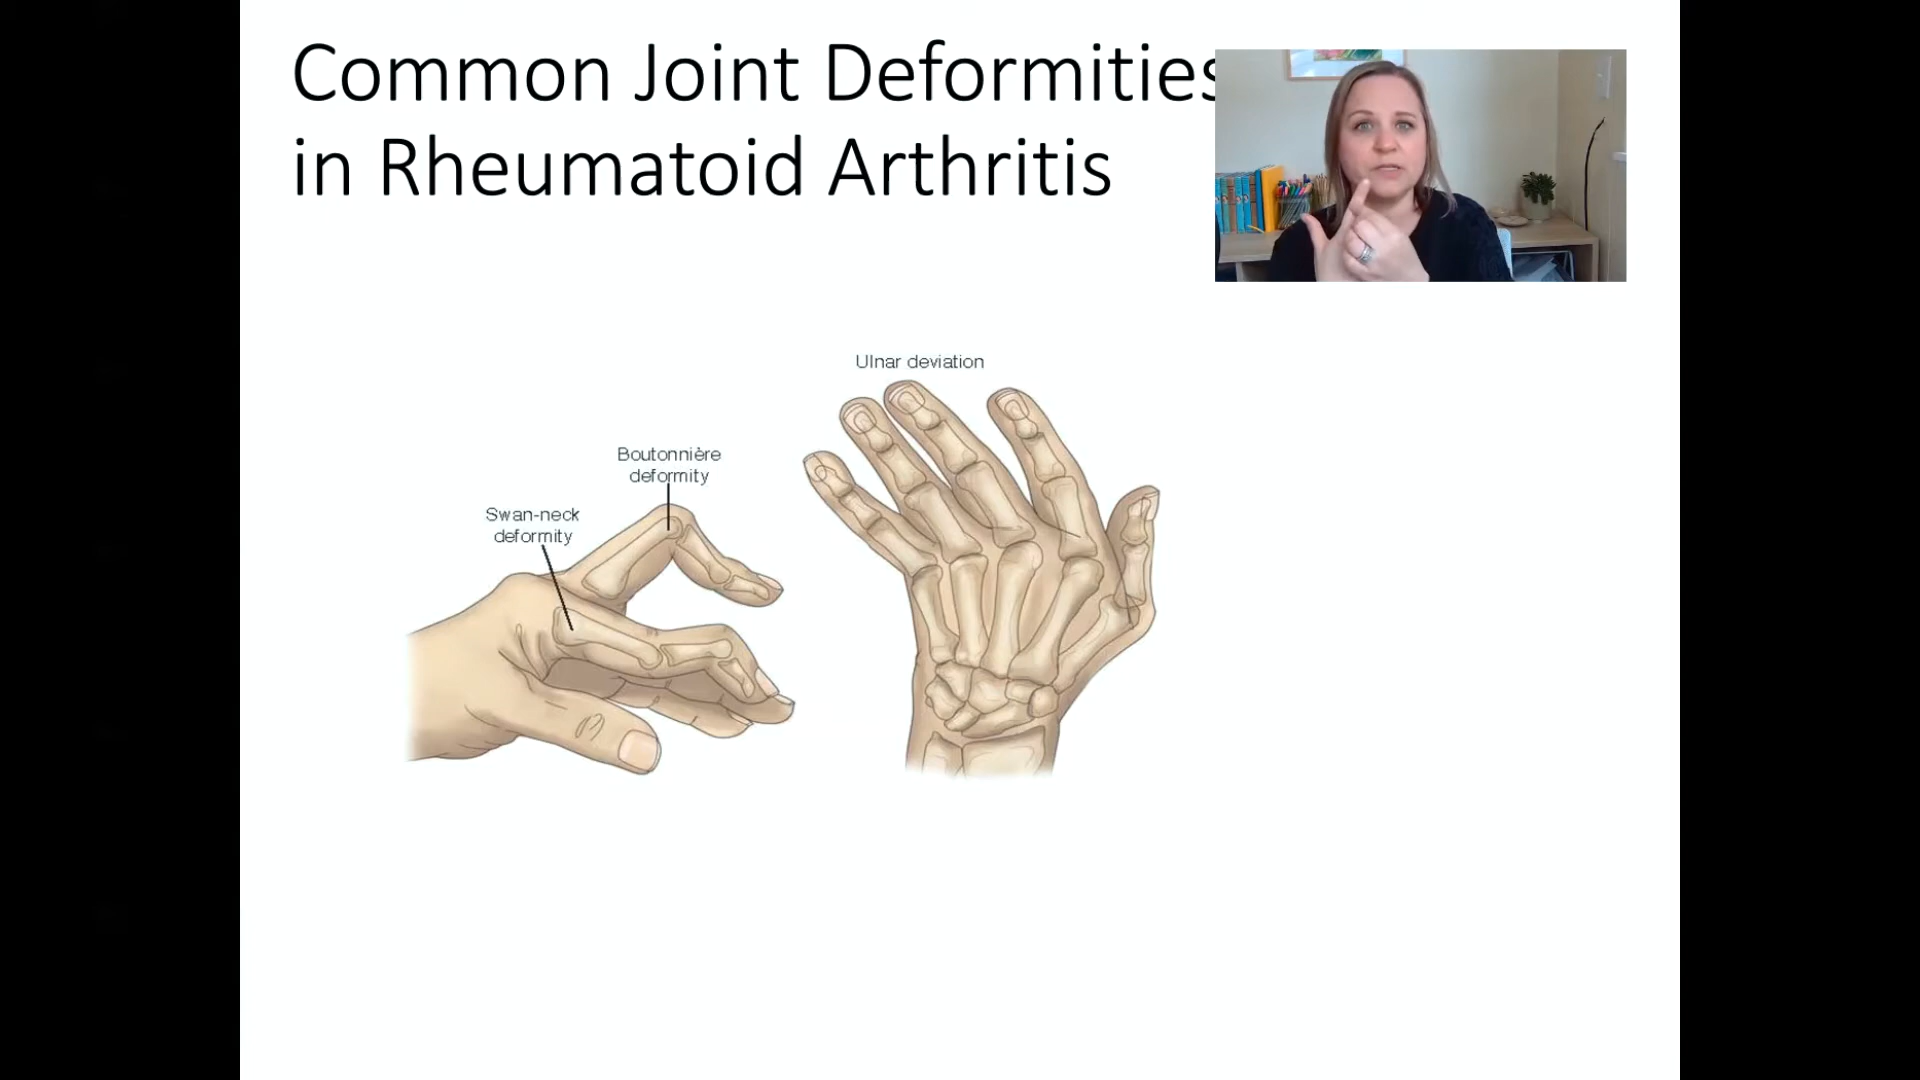 Common Joint Deformities
in Rheumatoid Arthritis
Ulnar deviation
Boutonnière
deformity
Swan-neck
deformity